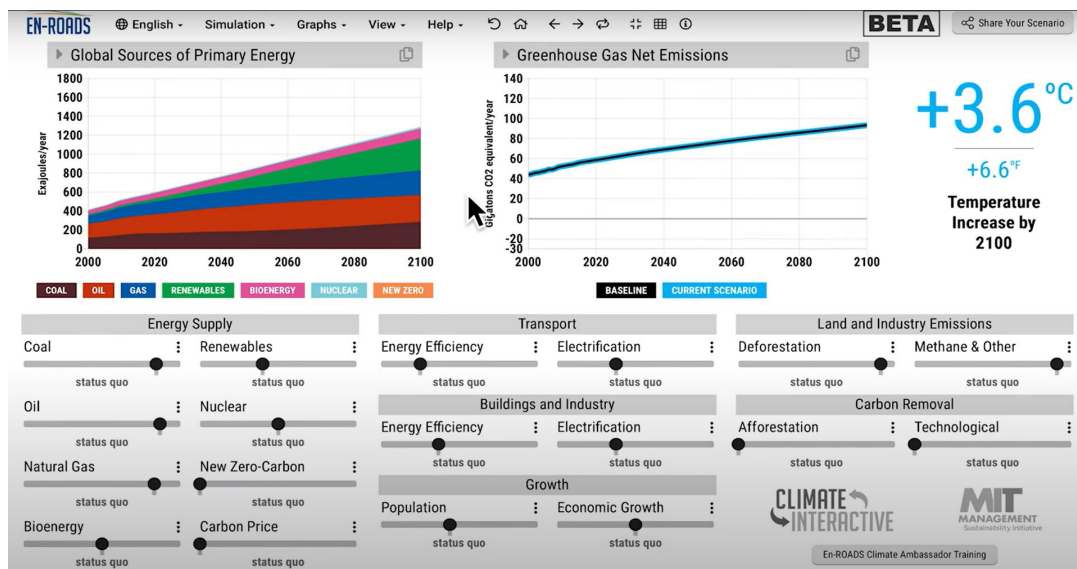 EN-ROADS English Simulation Graphs View Help BETA Share Your Scenario
Global Sources of Primary Energy
1800
1600
1400
1200
1000
800
600
400
200
0
Exajoules/year
2000 2020 2040 2060 2080 2100
COAL OIL GAS RENEWABLES BIOENERGY NUCLEAR NEW ZERO
Greenhouse Gas Net Emissions
140
120
100
80
60
40
20
0
-20
-30
Gigatons CO2 equivalent/year
2000 2020 2040 2060 2080 2100
BASELINE CURRENT SCENARIO
+3.6°C
+6.6°F
Temperature
Increase by
2100
Energy Supply
Coal Renewables
status quo status quo
Oil Nuclear
status quo status quo
Natural Gas New Zero-Carbon
status quo status quo
Bioenergy Carbon Price
status quo status quo
Transport
Energy Efficiency Electrification
status quo status quo
Buildings and Industry
Energy Efficiency Electrification
status quo status quo
Growth
Population Economic Growth
status quo status quo
Land and Industry Emissions
Deforestation Methane & Other
status quo status quo
Carbon Removal
Afforestation Technological
status quo status quo
CLIMATE
INTERACTIVE
MIT
MANAGEMENT
Sustainability Initiative
En-ROADS Climate Ambassador Training